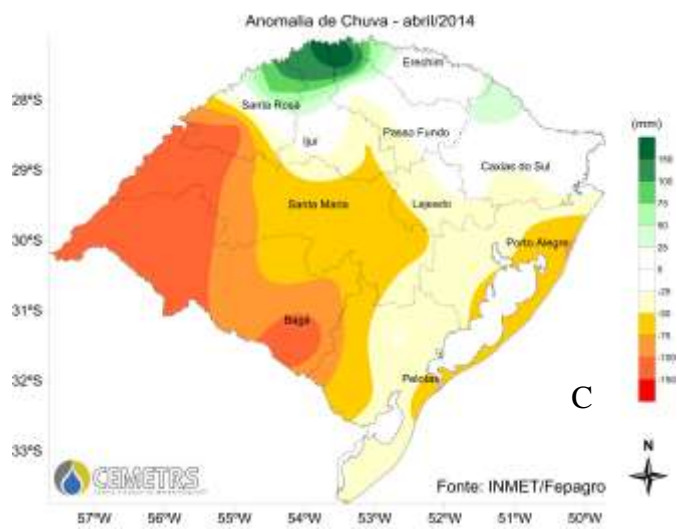 Anomalia de Chuva - abril/2014
Erechim
28°S
Santa Rosa
(mm)
Passo Fundo
Ijuí
150
100
29°S
Caxias do Sul
75
50
Santa Maria
Lajeado
25
30°S
Porto Alegre
0
-25
-50
31°S
Bagé
-75
-100
-150
32°S
Pelotas
C
33°S
N
CEMETRS
Fonte: INMET/Fepagro
57°W 56°W 55°W 54°W 53°W 52°W 51°W 50°W